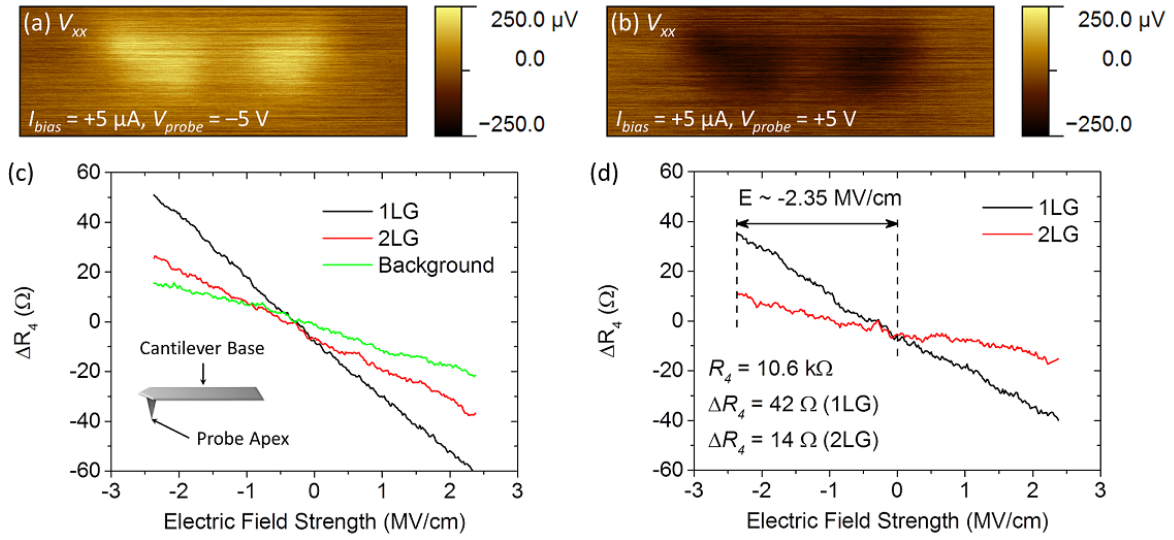 (a) Vxx
Ibias = +5 µA, Vprobe = −5 V
250.0 µV
0.0
−250.0
(b) Vxx
Ibias = +5 µA, Vprobe = +5 V
250.0 µV
0.0
−250.0
(c)
60
40
20
0
-20
-40
-60
ΔR4 (Ω)
1LG
2LG
Background
Cantilever Base
Probe Apex
-3 -2 -1 0 1 2 3
Electric Field Strength (MV/cm)
(d)
60
40
20
0
-20
-40
-60
ΔR4 (Ω)
E ~ -2.35 MV/cm
1LG
2LG
R4 = 10.6 kΩ
ΔR4 = 42 Ω (1LG)
ΔR4 = 14 Ω (2LG)
-3 -2 -1 0 1 2 3
Electric Field Strength (MV/cm)